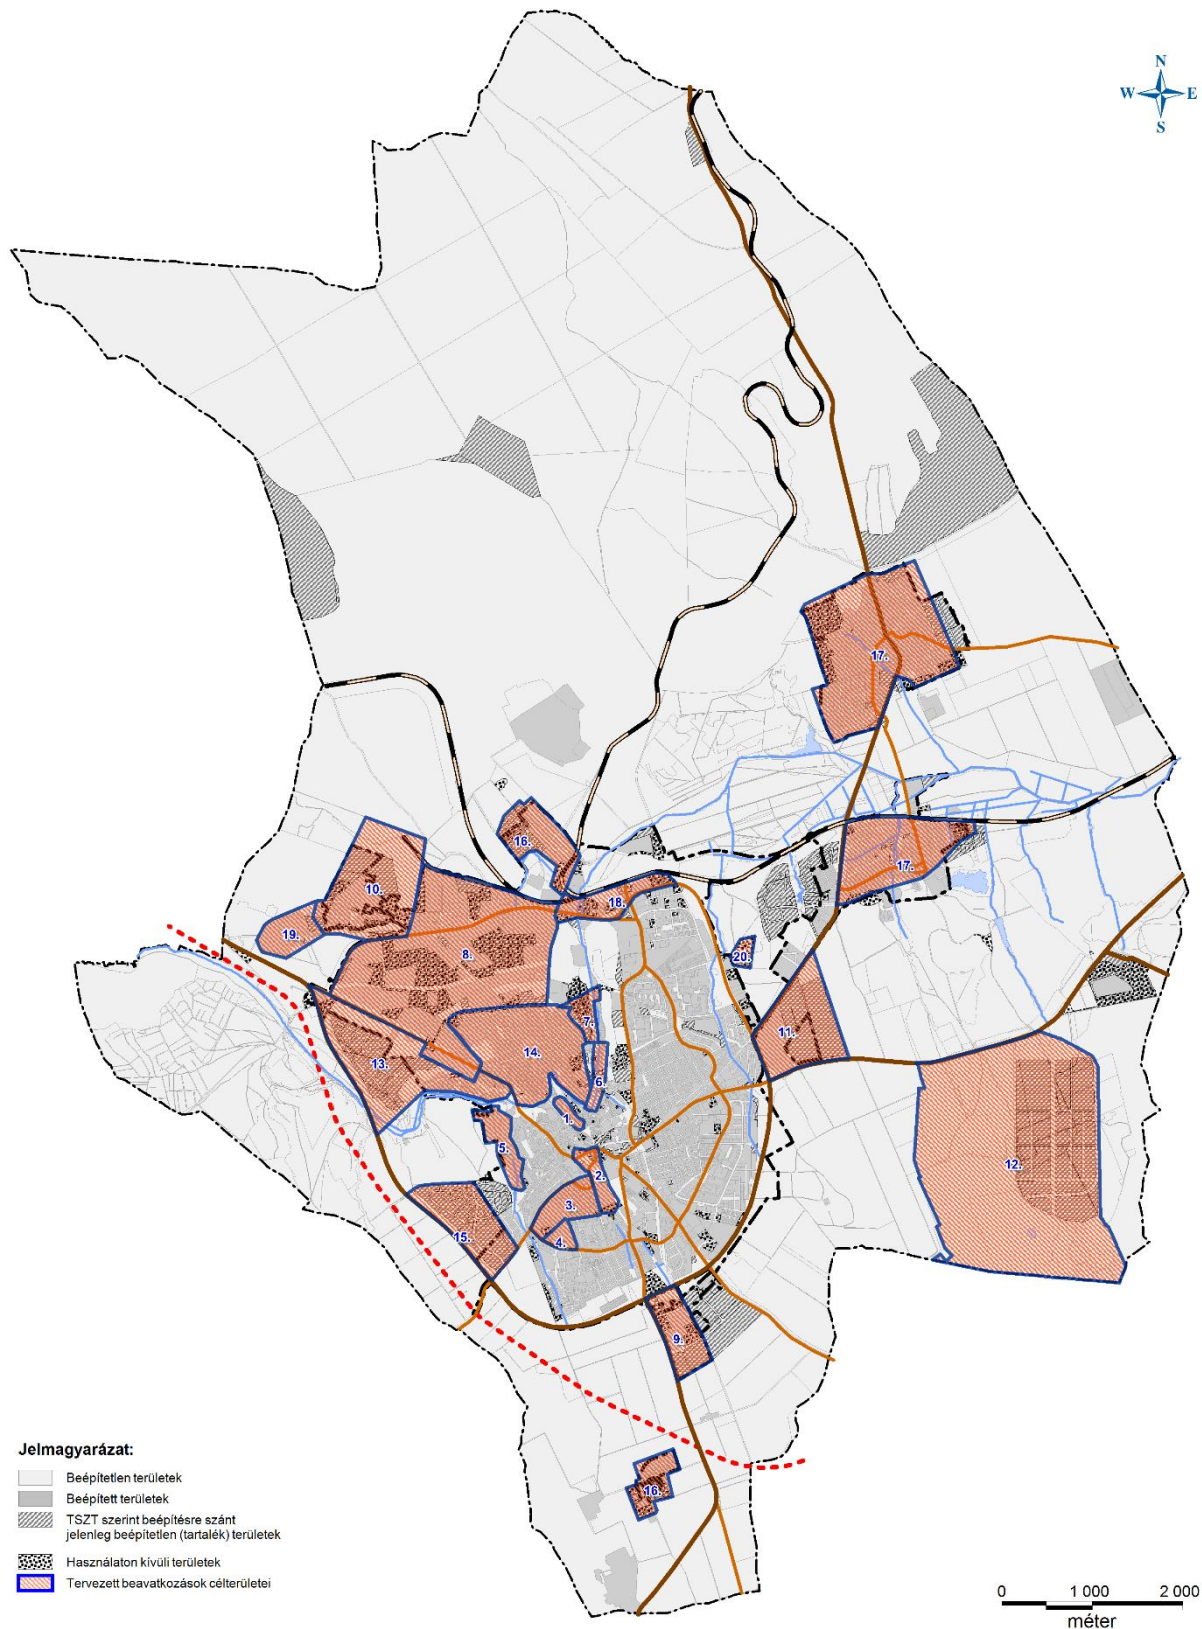 N
W E
S
17.
16.
10.
17.
18.
19.
8.
20.
7.
11.
14.
13.
6.
1.
5.
12.
2.
3.
15.
4.
9.
16.
Jelmagyarázat:
Beépítetlen területek
Beépített területek
TSZT szerint beépítésre szánt
jelenleg beépítetlen (tartalék) területek
Használaton kívüli területek
Tervezett beavatkozások célterületei
0 1 000 2 000
méter